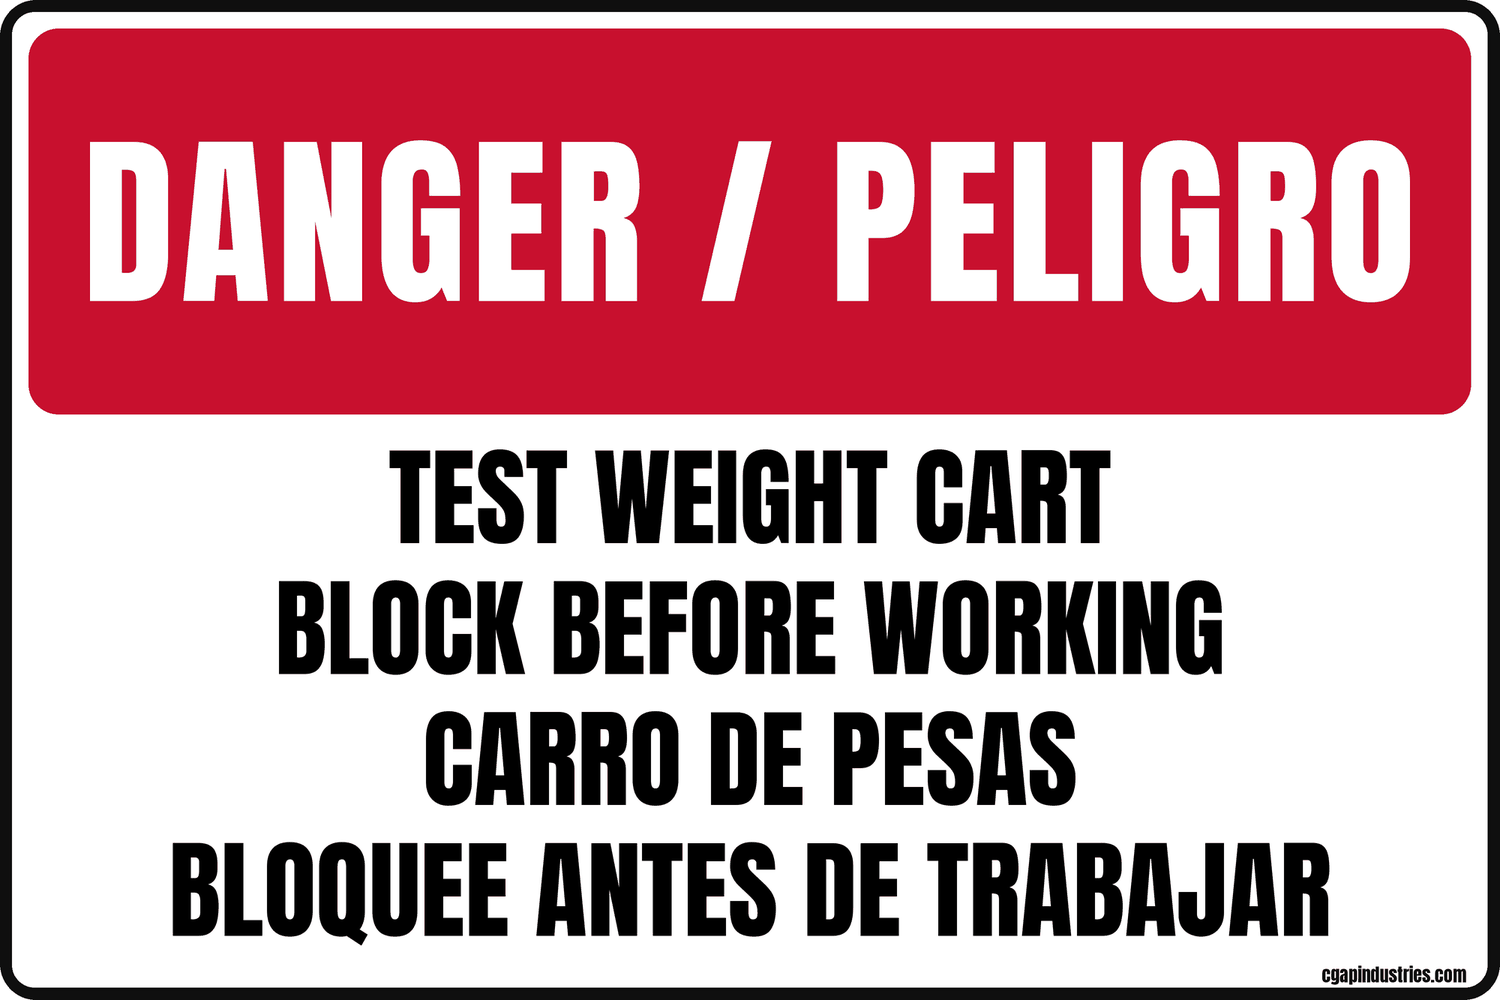 DANGER / PELIGRO
TEST WEIGHT CART
BLOCK BEFORE WORKING
CARRO DE PESAS
BLOQUEE ANTES DE TRABAJAR
cgapindustries.com